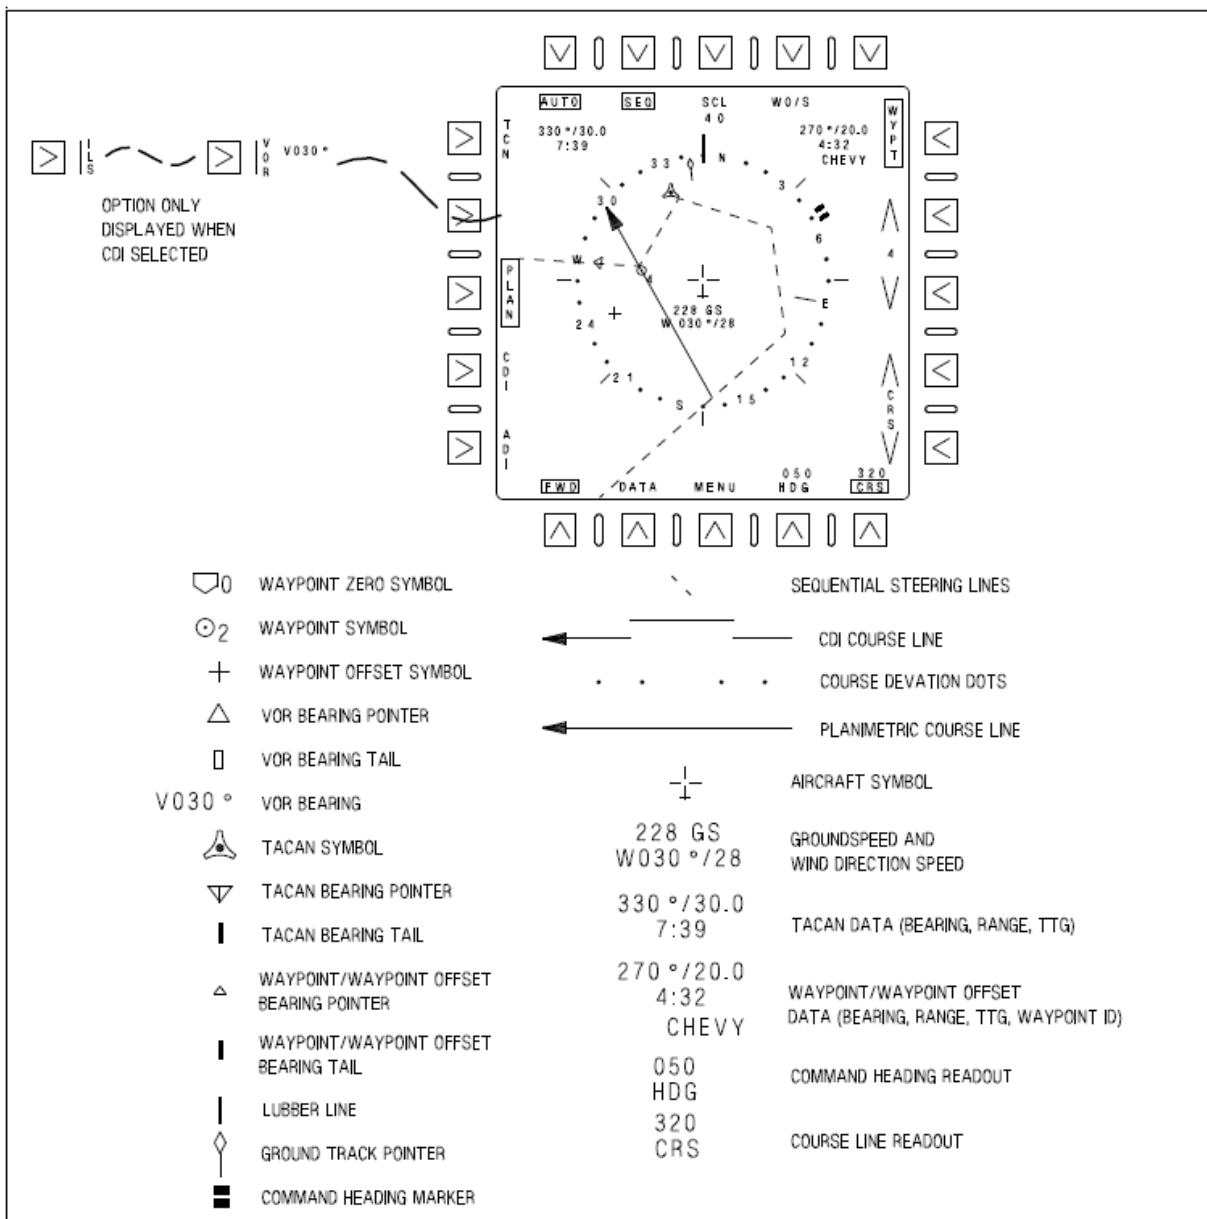 AUTO SEQ SCL WO/S
40
TCN
330°/30.0
7:39
270°/20.0
4:32
CHEVY
WYPT
ILS
VOR V030°
OPTION ONLY
DISPLAYED WHEN
CDI SELECTED
33 N 3
30 6
W E
24 12
21 S 15
4
4
228 GS
W 030°/28
PLAN
CDI
CRS
ADI
050 320
FWD DATA MENU HDG CRS
0 WAYPOINT ZERO SYMBOL
2 WAYPOINT SYMBOL
WAYPOINT OFFSET SYMBOL
VOR BEARING POINTER
VOR BEARING TAIL
V030° VOR BEARING
TACAN SYMBOL
TACAN BEARING POINTER
TACAN BEARING TAIL
WAYPOINT/WAYPOINT OFFSET
BEARING POINTER
WAYPOINT/WAYPOINT OFFSET
BEARING TAIL
LUBBER LINE
GROUND TRACK POINTER
COMMAND HEADING MARKER
SEQUENTIAL STEERING LINES
CDI COURSE LINE
COURSE DEVATION DOTS
PLANIMETRIC COURSE LINE
AIRCRAFT SYMBOL
228 GS GROUNDSPEED AND
W030°/28 WIND DIRECTION SPEED
330°/30.0
7:39 TACAN DATA (BEARING, RANGE, TTG)
270°/20.0
4:32 WAYPOINT/WAYPOINT OFFSET
CHEVY DATA (BEARING, RANGE, TTG, WAYPOINT ID)
050
HDG COMMAND HEADING READOUT
320
CRS COURSE LINE READOUT